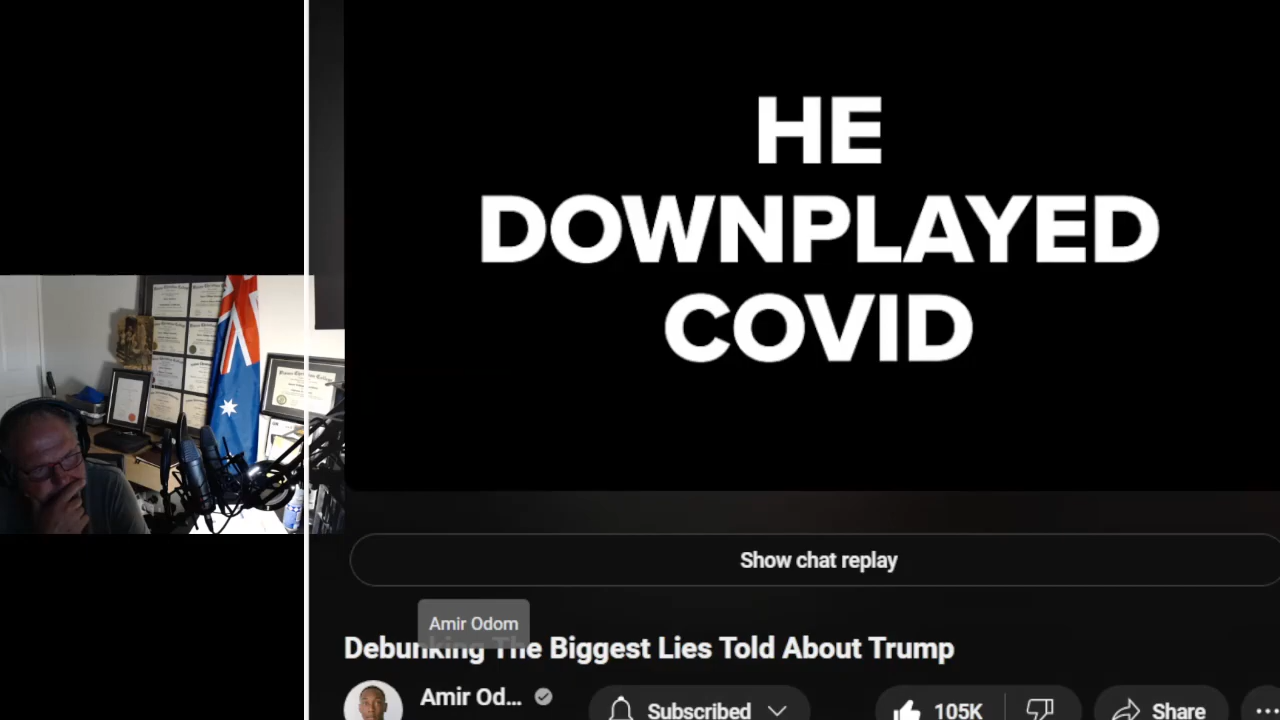 HE
DOWNPLAYED
COVID
Show chat replay
Amir Odom
Debunking The Biggest Lies Told About Trump
Amir Od...
Subscribed
105K
Share